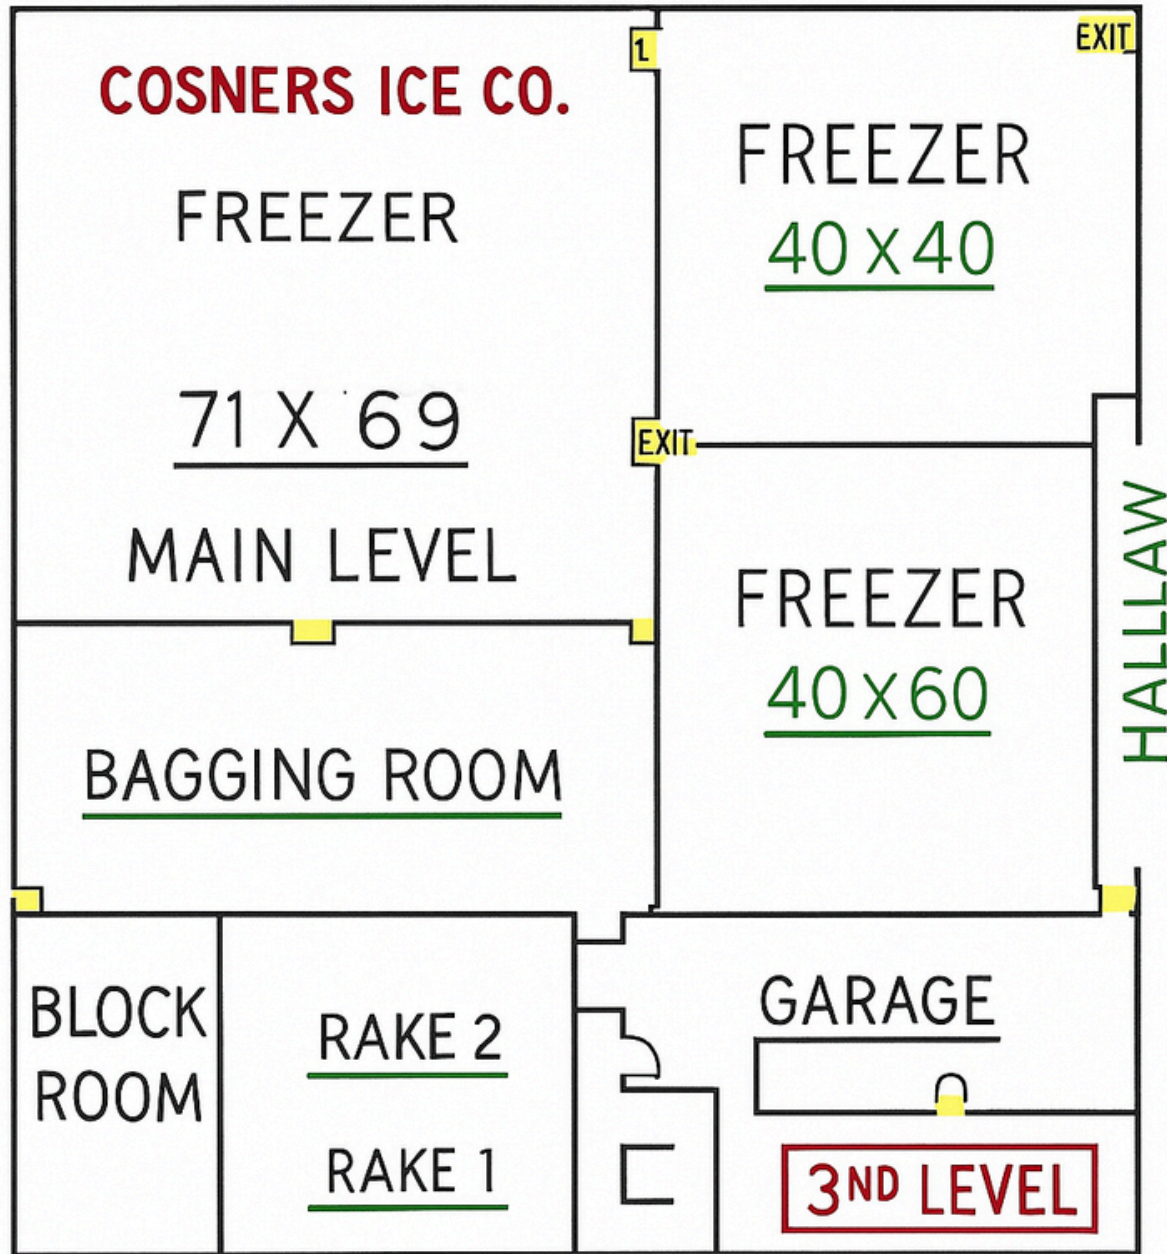 COSNERS ICE CO.
FREEZER
71 X 69
MAIN LEVEL
1
EXIT
FREEZER
40 X 40
EXIT
FREEZER
40 X 60
HALLLAW
BAGGING ROOM
BLOCK
ROOM
RAKE 2
RAKE 1
GARAGE
3ND LEVEL